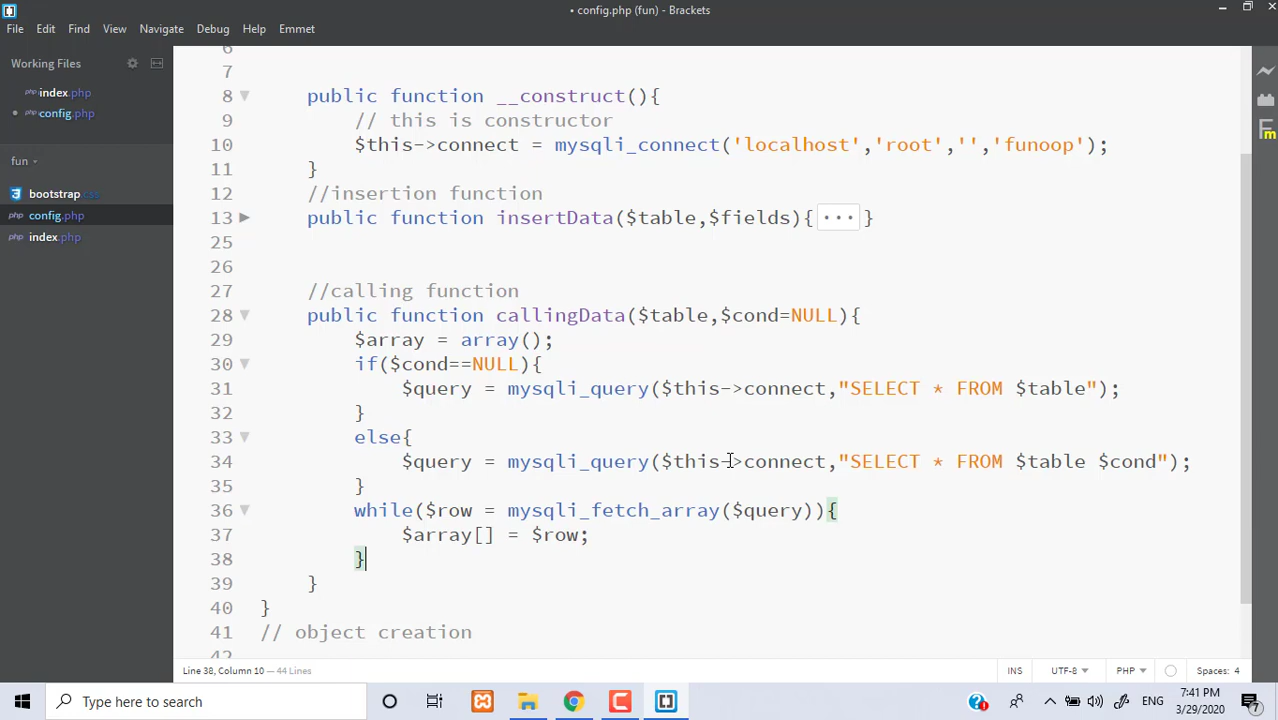 • config.php (fun) - Brackets
File Edit Find View Navigate Debug Help Emmet
Working Files
index.php
• config.php
fun
bootstrap.css
config.php
index.php
6
7
8 public function __construct(){
9 // this is constructor
10 $this->connect = mysqli_connect('localhost','root','','funoop');
11 }
12 //insertion function
13 public function insertData($table,$fields){...}
25
26
27 //calling function
28 public function callingData($table,$cond=NULL){
29 $array = array();
30 if($cond==NULL){
31 $query = mysqli_query($this->connect,"SELECT * FROM $table");
32 }
33 else{
34 $query = mysqli_query($this->connect,"SELECT * FROM $table $cond");
35 }
36 while($row = mysqli_fetch_array($query)){
37 $array[] = $row;
38 }
39 }
40 }
41 // object creation
42
Line 38, Column 10 — 44 Lines
INS UTF-8 PHP Spaces: 4
Type here to search
ENG
7:41 PM
3/29/2020
7